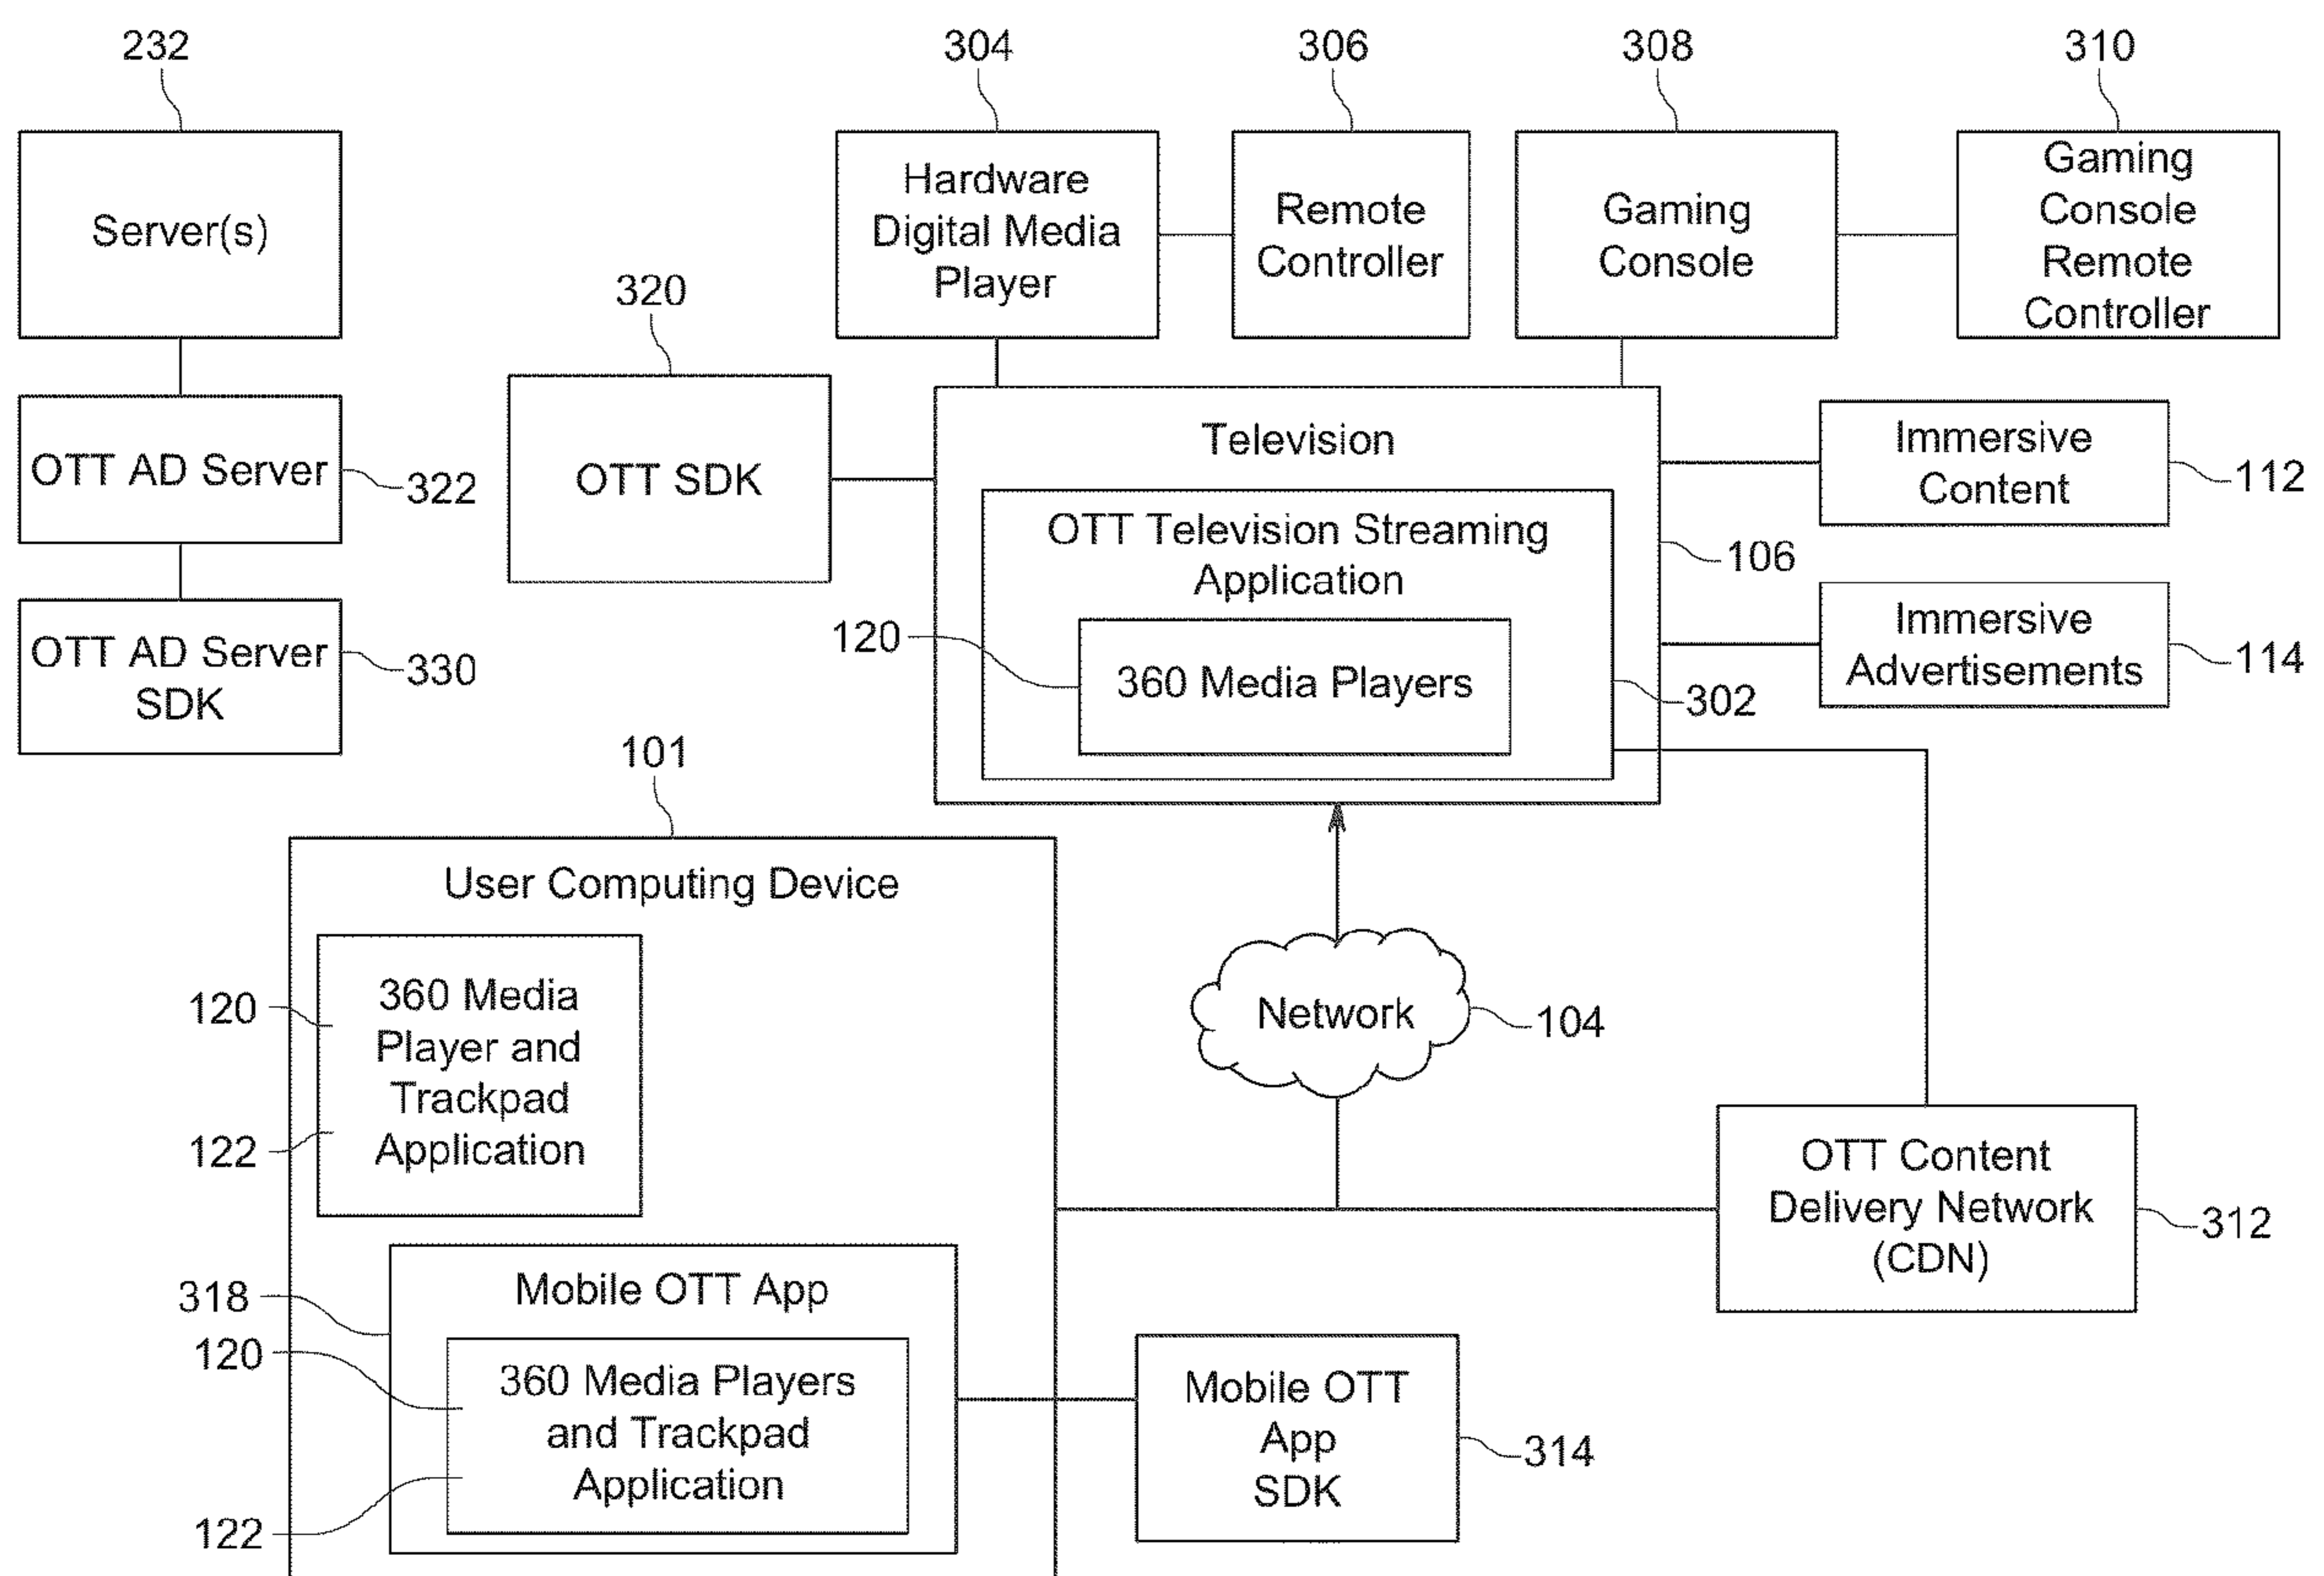 232
304
306
308
310
Server(s)
Hardware
Digital Media
Player
Remote
Controller
Gaming
Console
Gaming
Console
Remote
Controller
320
OTT AD Server
322
OTT SDK
Television
Immersive
Content
112
OTT Television Streaming
Application
106
OTT AD Server
SDK
330
120
360 Media Players
302
Immersive
Advertisements
114
101
User Computing Device
120
360 Media
Player and
Trackpad
Application
122
Network
104
OTT Content
Delivery Network
(CDN)
312
318
Mobile OTT App
120
360 Media Players
and Trackpad
Application
122
Mobile OTT
App
SDK
314